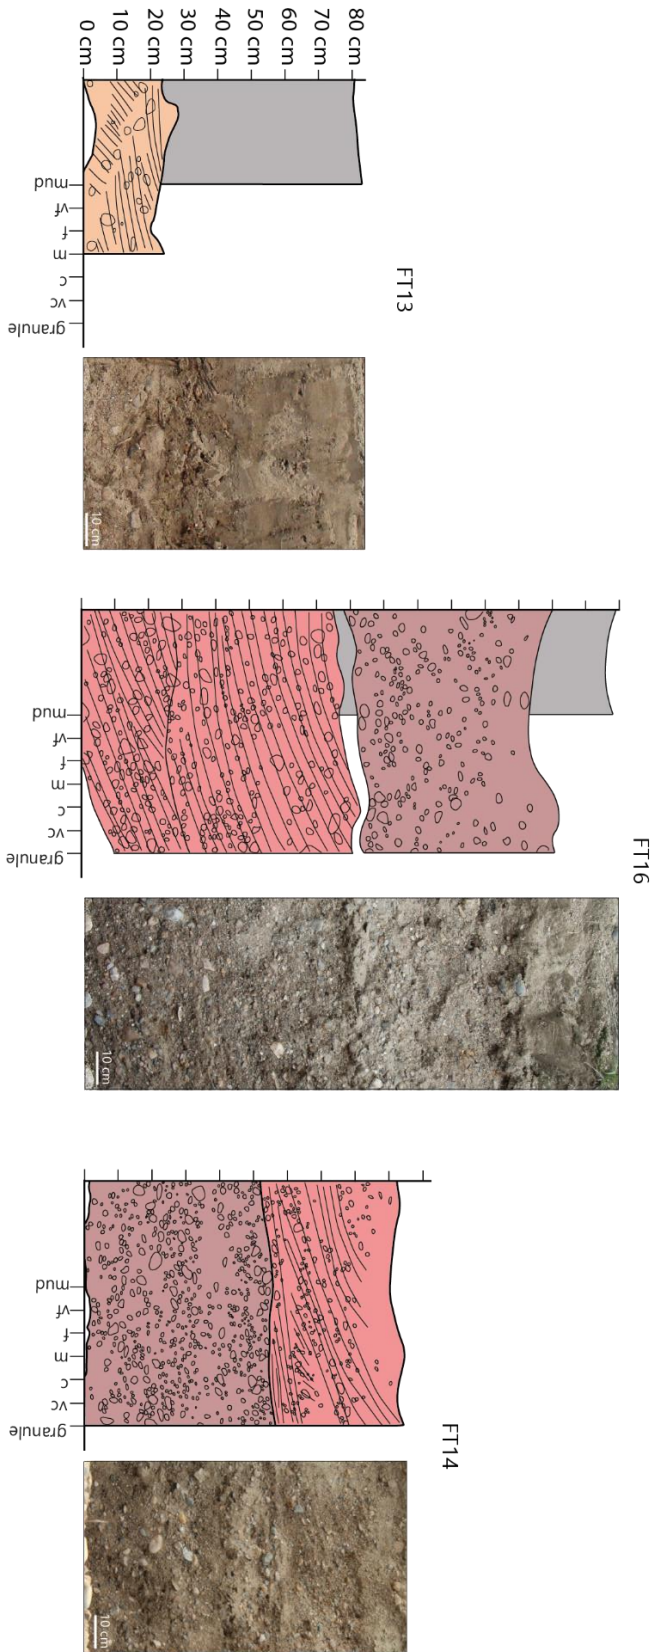 FT13
80 cm
70 cm
60 cm
50 cm
40 cm
30 cm
20 cm
10 cm
0 cm
mud
vf
f
m
c
vc
granule
10 cm
FT16
mud
vf
f
m
c
vc
granule
10 cm
FT14
mud
vf
f
m
c
vc
granule
10 cm